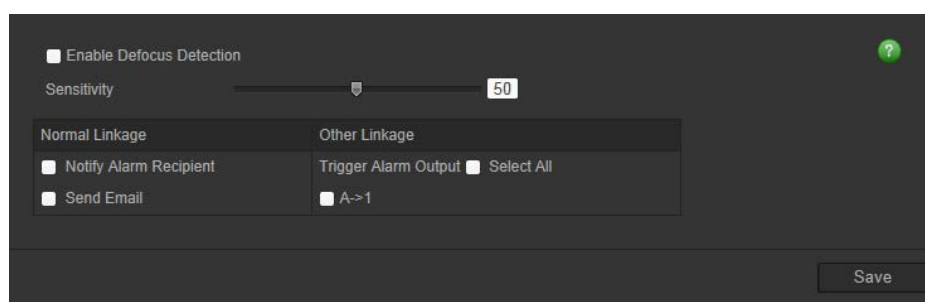 Enable Defocus Detection
?
Sensitivity 50
Normal Linkage Other Linkage
Notify Alarm Recipient Trigger Alarm Output Select All
Send Email A->1
Save